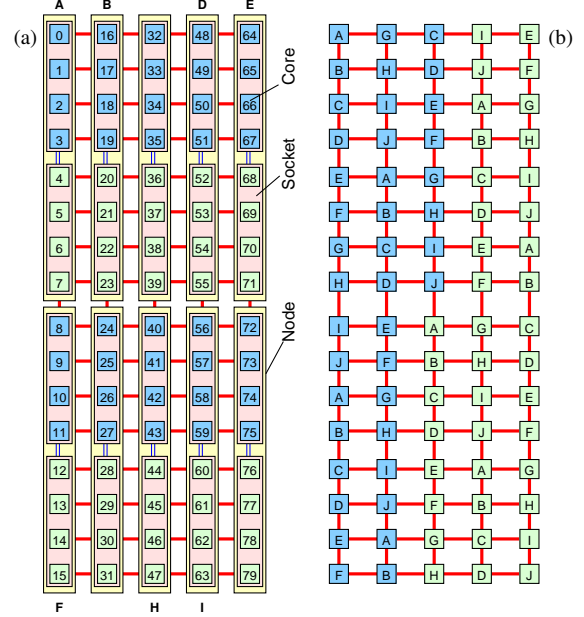 A B D E
(a) 0 16 32 48 64 A G C I E (b)
1 17 33 49 65 B H D J F
Core
2 18 34 50 66 C I E A G
3 19 35 51 67 D J F B H
Socket
4 20 36 52 68 E A G C I
5 21 37 53 69 F B H D J
6 22 38 54 70 G C I E A
7 23 39 55 71 H D J F B
Node
8 24 40 56 72 I E A G C
9 25 41 57 73 J F B H D
10 26 42 58 74 A G C I E
11 27 43 59 75 B H D J F
12 28 44 60 76 C I E A G
13 29 45 61 77 D J F B H
14 30 46 62 78 E A G C I
15 31 47 63 79 F B H D J
F H I